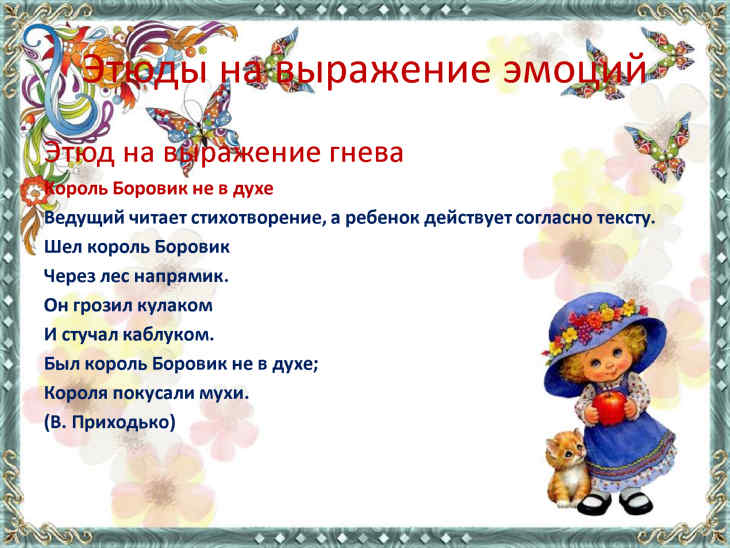 Этюды на выражение эмоций
Этюд на выражение гнева
Король Боровик не в духе
Ведущий читает стихотворение, а ребенок действует согласно тексту.
Шел король Боровик
Через лес напрямик.
Он грозил кулаком
И стучал каблуком.
Был король Боровик не в духе;
Короля покусали мухи.
(В. Приходько)